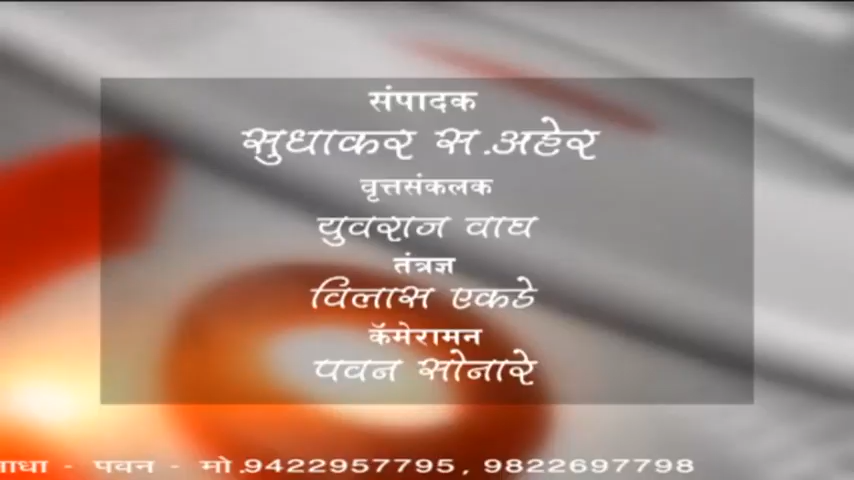 संपादक
सुधाकर स.अहेर
वृत्तसंकलक
युवराज वाघ
तंत्रज्ञ
विलास एकडे
कॅमेरामन
पवन सोनारे
- पवन - मो.9422957795, 9822697798